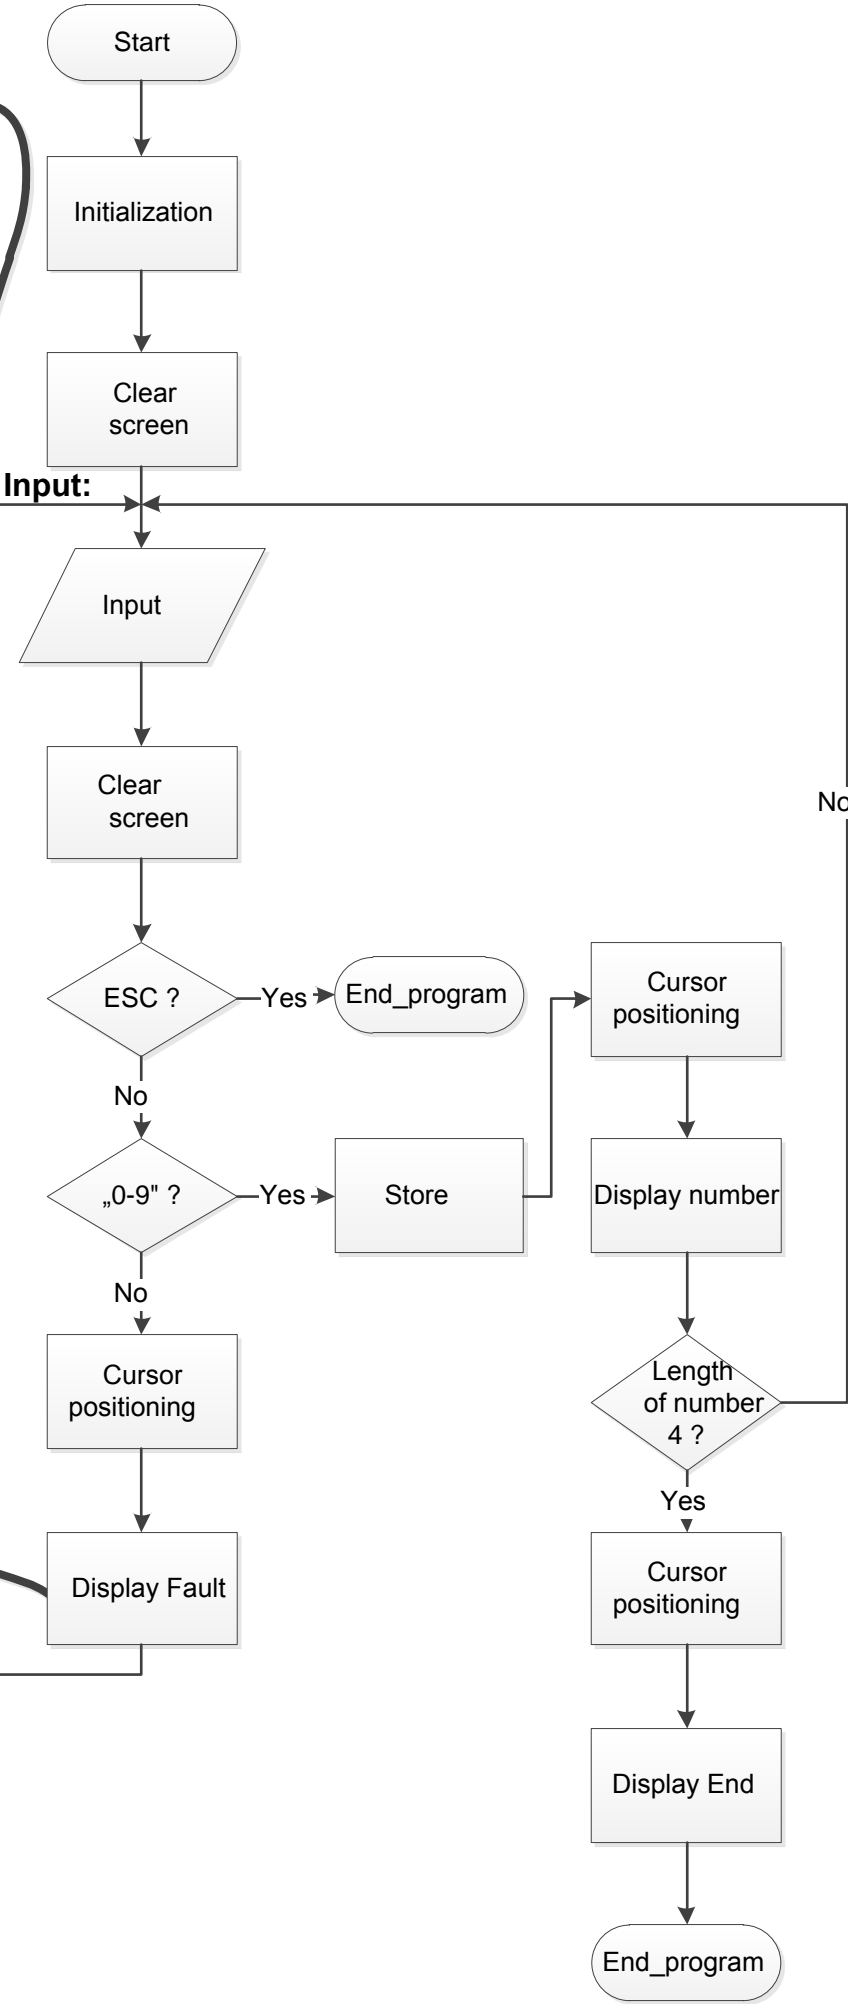 Start
Initialization
Clear
screen
Input:
Input
Clear
screen
No
ESC ?
Yes
End_program
Cursor
positioning
No
„0-9" ?
Yes
Store
Display number
No
Cursor
positioning
Length
of number
4 ?
Yes
Display Fault
Cursor
positioning
Display End
End_program